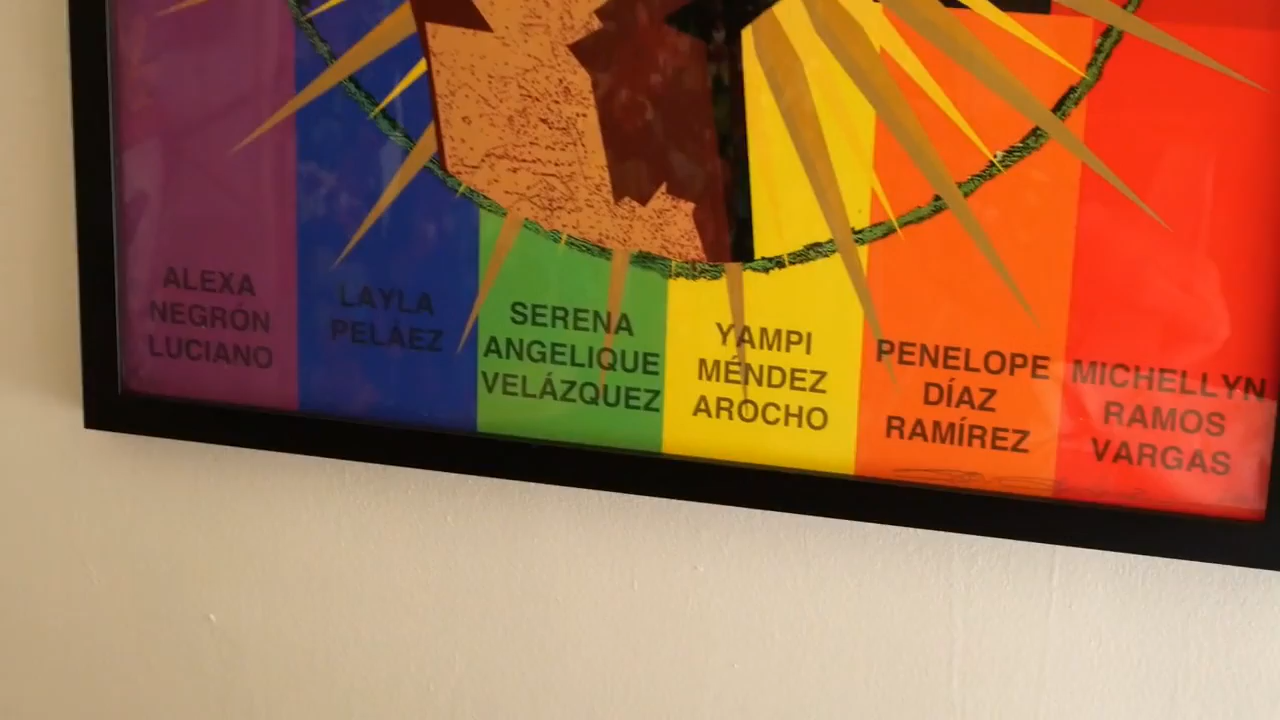 ALEXA
NEGRÓN
LUCIANO
LAYLA
PELÁEZ
SERENA
ANGELIQUE
VELÁZQUEZ
YAMPI
MÉNDEZ
AROCHO
PENELOPE
DÍAZ
RAMÍREZ
MICHELLYN
RAMOS
VARGAS